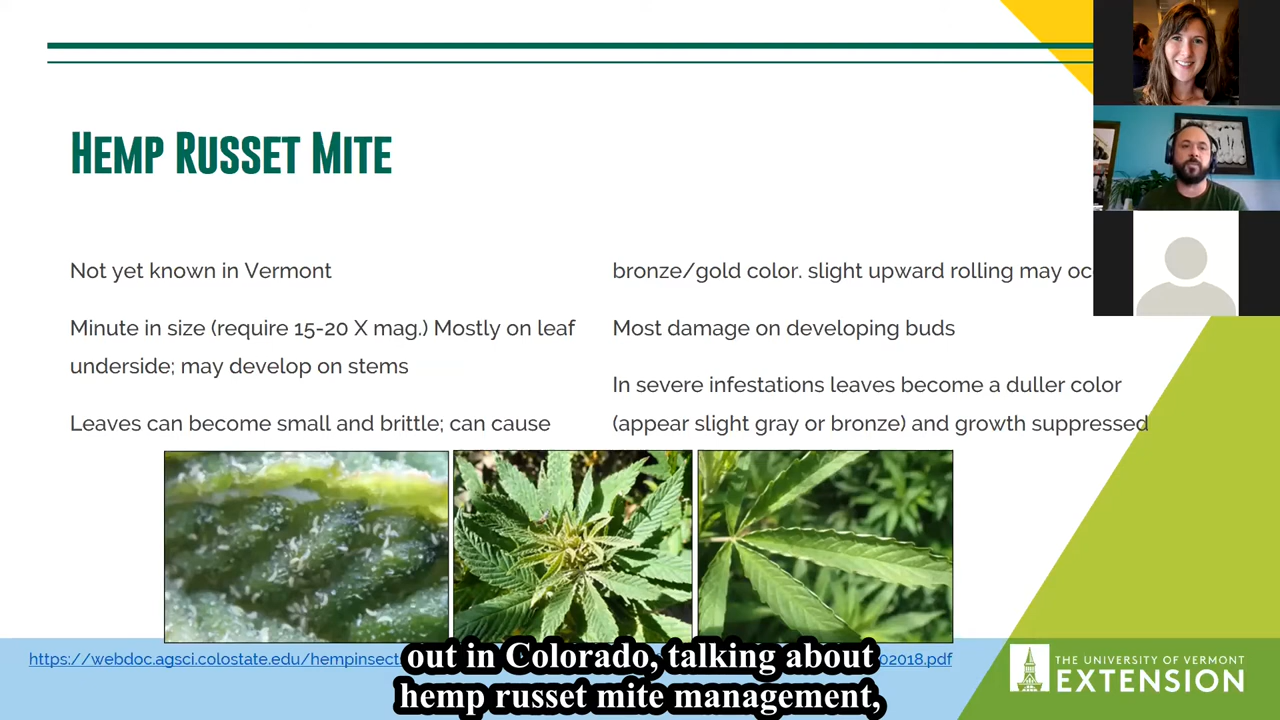 HEMP RUSSET MITE
Not yet known in Vermont
Minute in size (require 15-20 X mag.) Mostly on leaf
underside; may develop on stems
Leaves can become small and brittle; can cause
bronze/gold color. slight upward rolling may
Most damage on developing buds
In severe infestations leaves become a duller color
(appear slight gray or bronze) and growth suppressed
https://webdoc.agsci.colostate.edu/hempinsect
02018.pdf
out in Colorado, talking about
hemp russet mite management,
THE UNIVERSITY OF VERMONT
EXTENSION